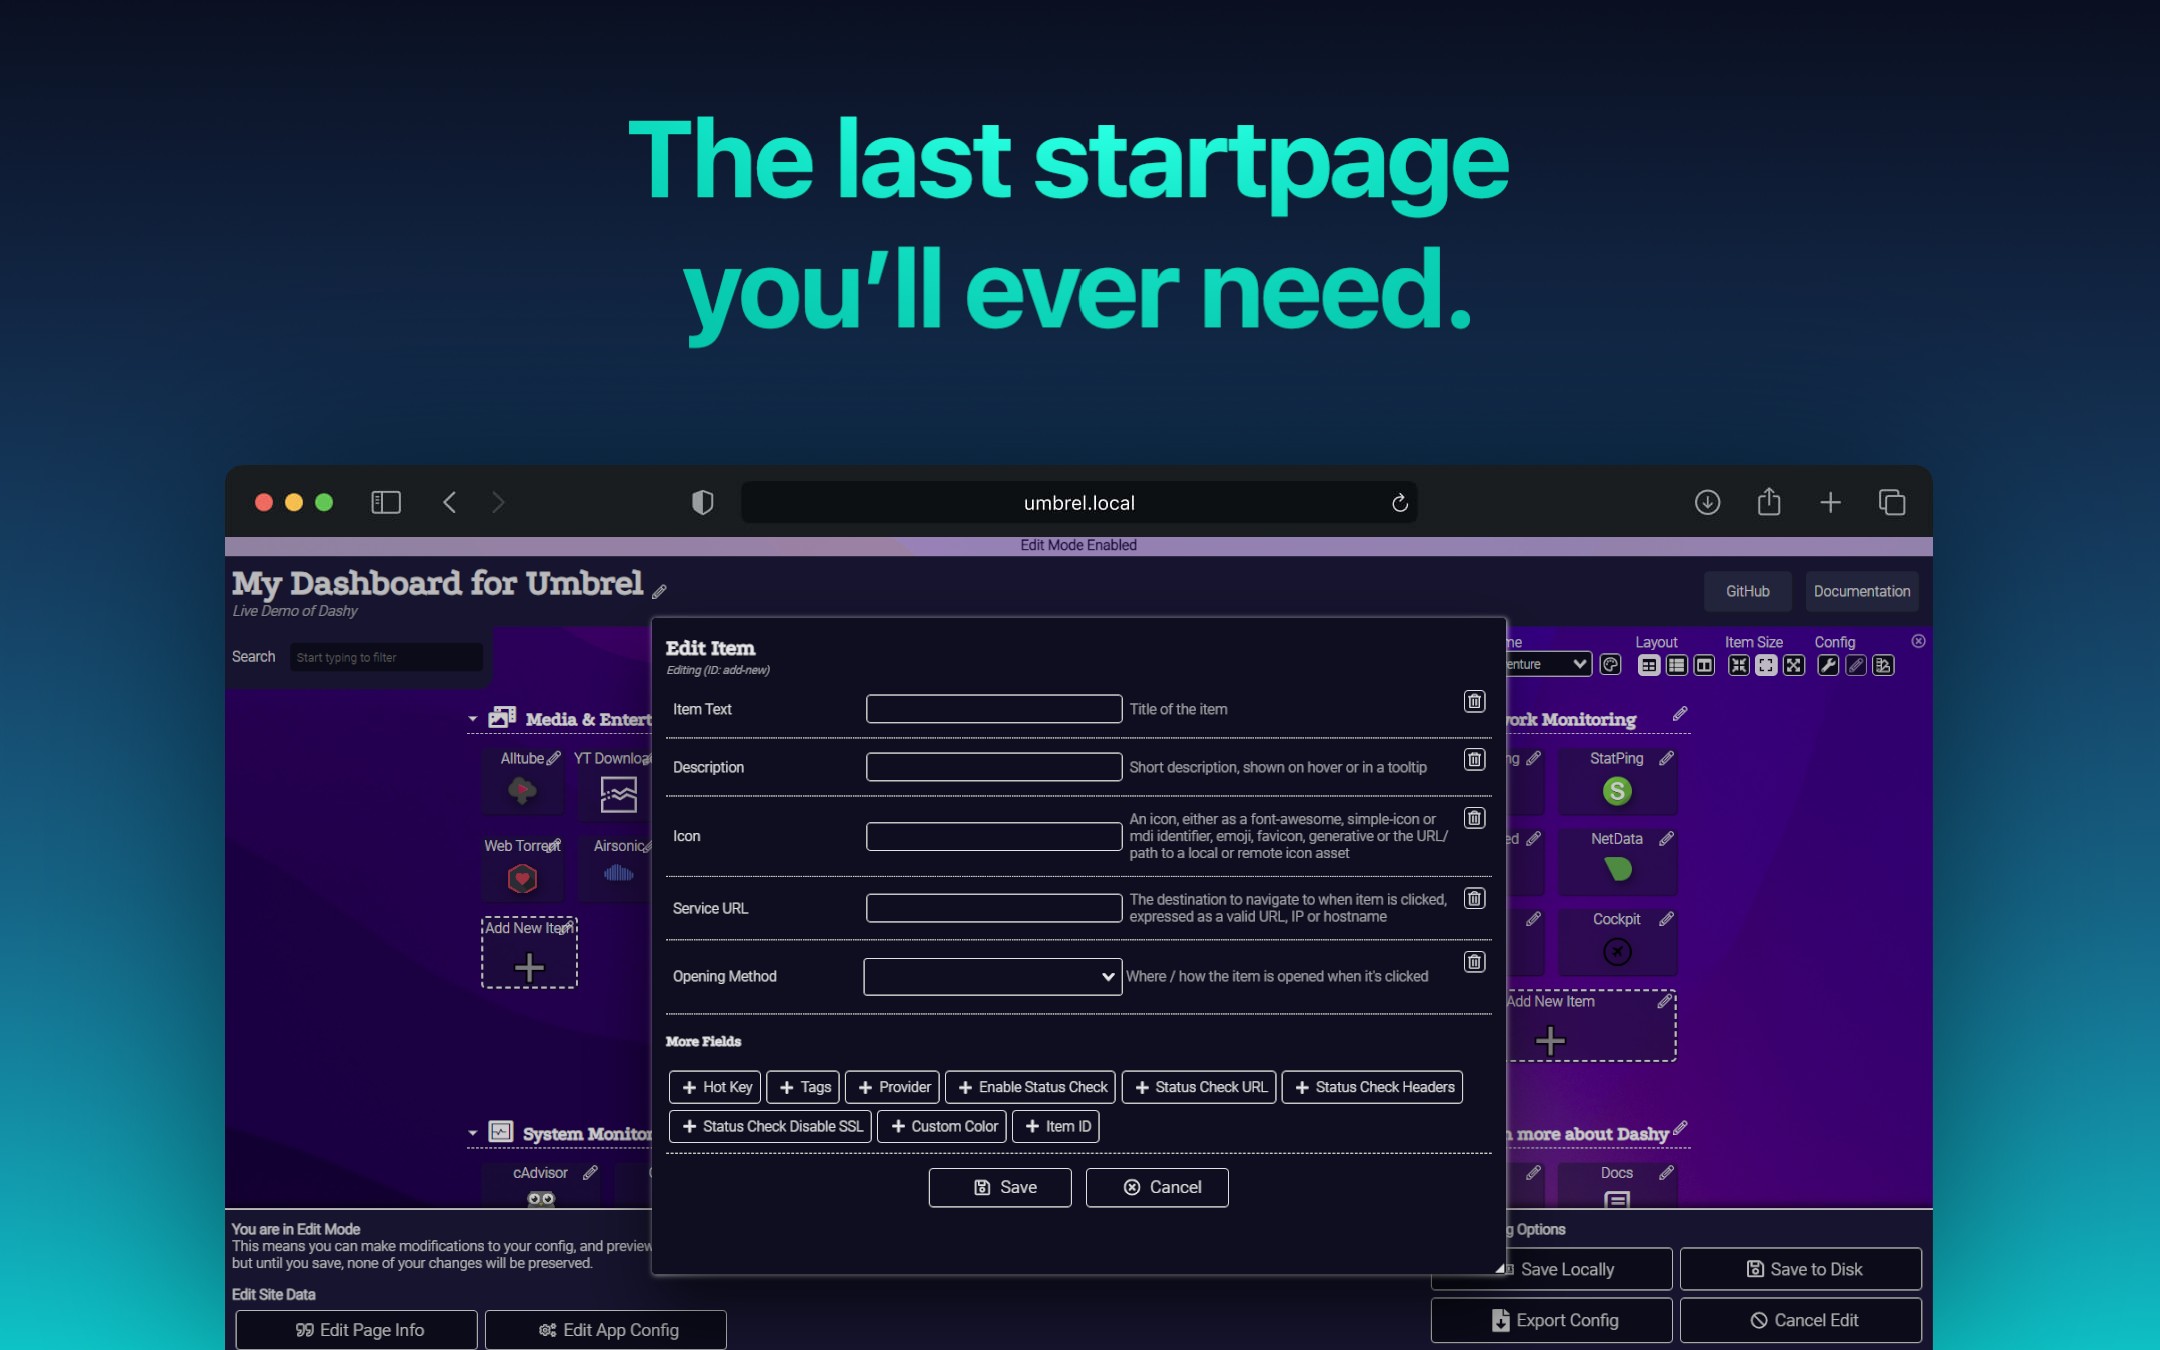 The last startpage
you’ll ever need.
umbrel.local
Edit Mode Enabled
My Dashboard for Umbrel
Live Demo of Dashy
GitHub
Documentation
Search
Start typing to filter
Layout
Item Size
Config
enture
Media & Entert
Alltube
YT Downloa
Web Torrent
Airsonic
Add New Item
System Monitor
cAdvisor
Edit Item
Editing (ID: add-new)
Item Text
Title of the item
Description
Short description, shown on hover or in a tooltip
Icon
An icon, either as a font-awesome, simple-icon or
mdi identifier, emoji, favicon, generative or the URL/
path to a local or remote icon asset
Service URL
The destination to navigate to when item is clicked,
expressed as a valid URL, IP or hostname
Opening Method
Where / how the item is opened when it's clicked
More Fields
Hot Key
Tags
Provider
Enable Status Check
Status Check URL
Status Check Headers
Status Check Disable SSL
Custom Color
Item ID
Save
Cancel
ork Monitoring
StatPing
NetData
Cockpit
Add New Item
more about Dashy
Docs
You are in Edit Mode
This means you can make modifications to your config, and preview
but until you save, none of your changes will be preserved.
Edit Site Data
Edit Page Info
Edit App Config
g Options
Save Locally
Save to Disk
Export Config
Cancel Edit